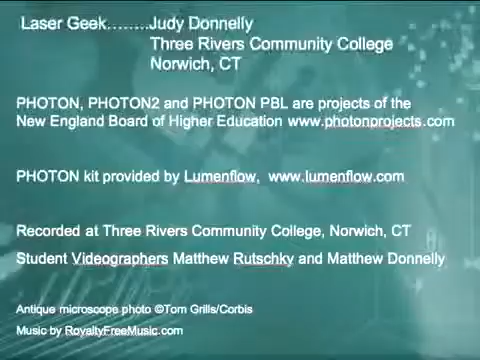 Laser Geek........Judy Donnelly
Three Rivers Community College
Norwich, CT
PHOTON, PHOTON2 and PHOTON PBL are projects of the
New England Board of Higher Education www.photonprojects.com
PHOTON kit provided by Lumenflow, www.lumenflow.com
Recorded at Three Rivers Community College, Norwich, CT
Student Videographers Matthew Rutschky and Matthew Donnelly
Antique microscope photo ©Tom Grills/Corbis
Music by RoyaltyFreeMusic.com